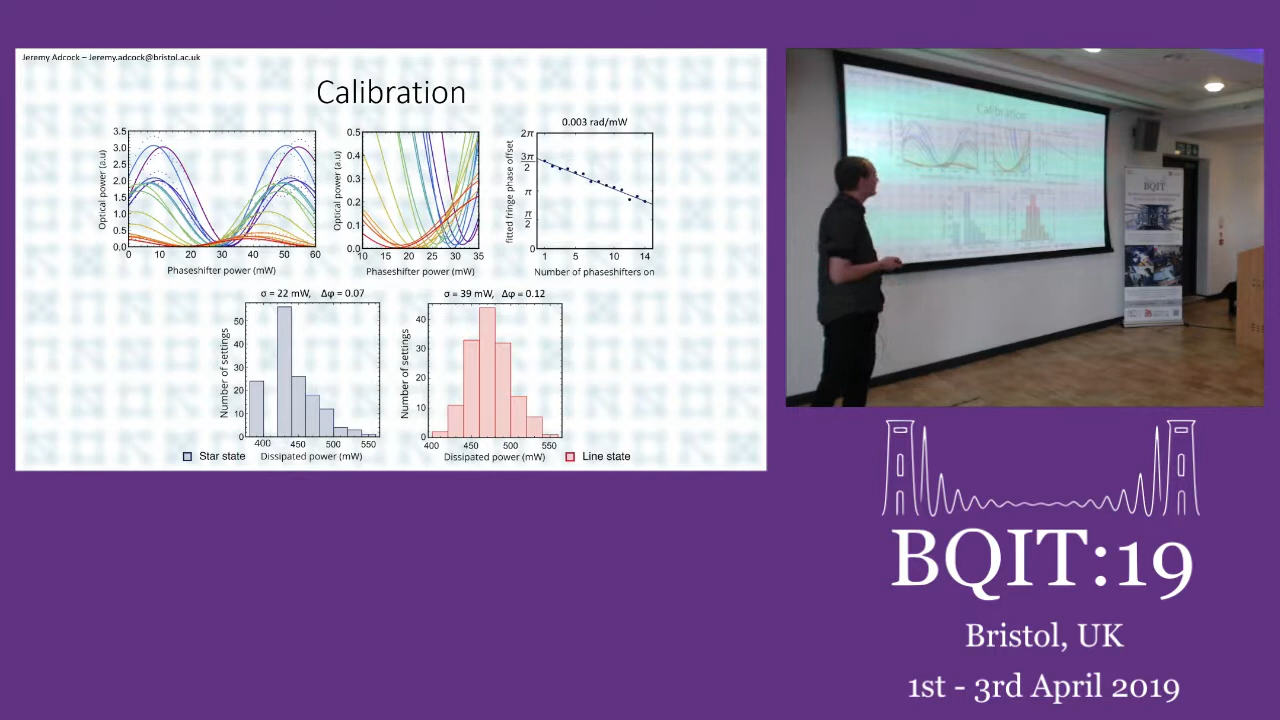 Jeremy Adcock – Jeremy.adcock@bristol.ac.uk
Calibration
3.5
3.0
2.5
2.0
1.5
1.0
0.5
0.0
Optical power (a.u)
0 10 20 30 40 50 60
Phaseshifter power (mW)
0.5
0.4
0.3
0.2
0.1
0.0
Optical power (a.u)
10 15 20 25 30 35
Phaseshifter power (mW)
0.003 rad/mW
2π
3π/2
π
π/2
0
fitted fringe phase offset
1 5 10 14
Number of phaseshifters on
σ = 22 mW, Δφ = 0.07
50
40
30
20
10
0
Number of settings
400 450 500 550
Star state
Dissipated power (mW)
σ = 39 mW, Δφ = 0.12
40
30
20
10
0
Number of settings
400 450 500 550
Dissipated power (mW)
Line state
Calibration
BQIT
BQIT:19
Bristol, UK
1st - 3rd April 2019